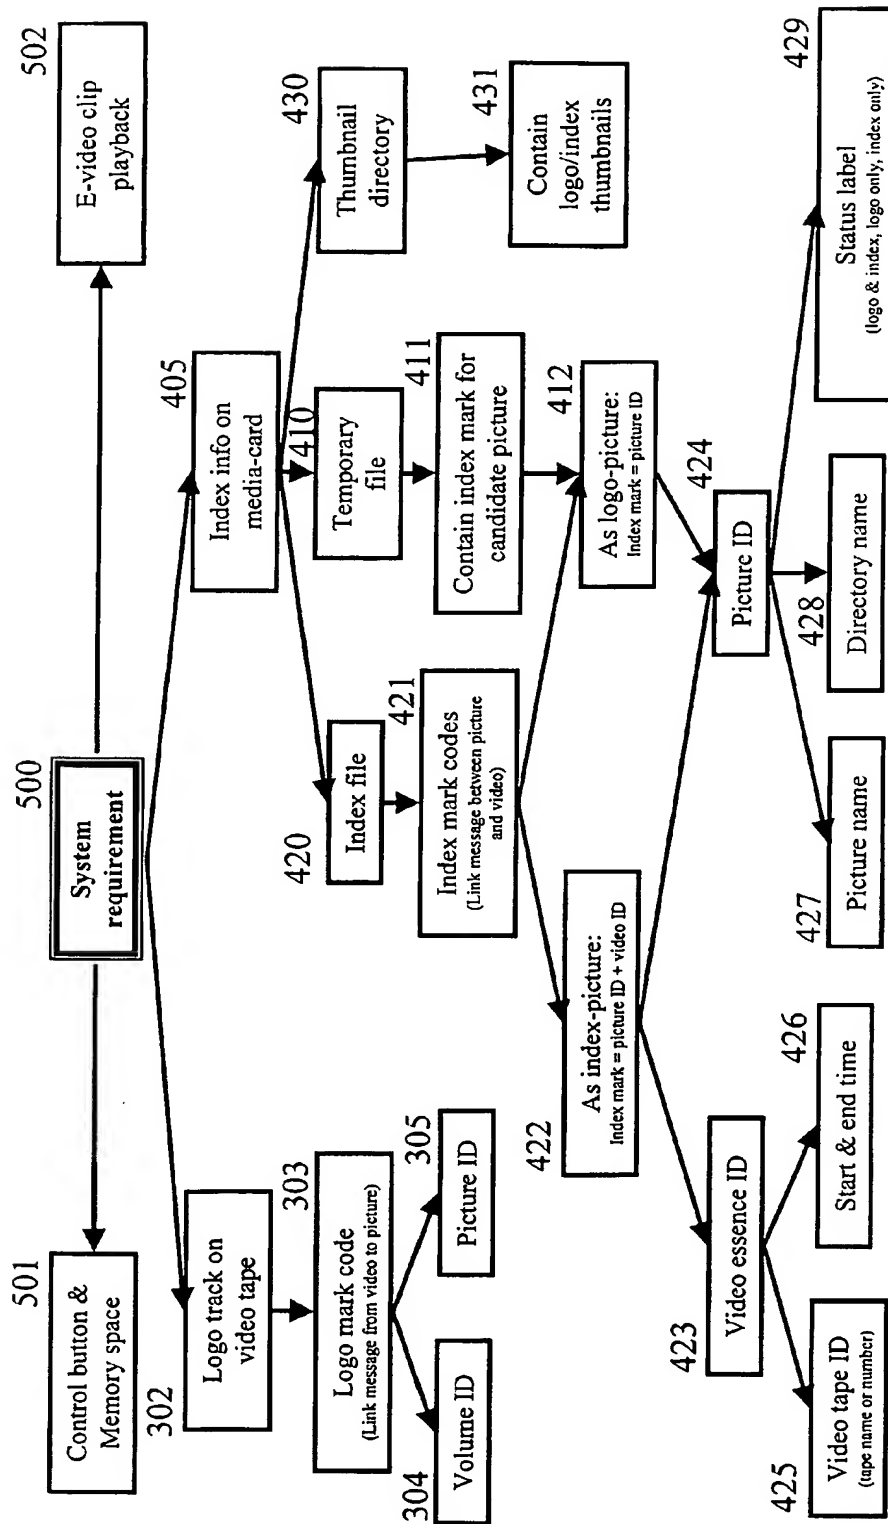 500
System
requirement
501
Control button &
Memory space
502
E-video clip
playback
302
Logo track on
video tape
303
Logo mark code
(Link message from video to picture)
304
Volume ID
305
Picture ID
405
Index info on
media-card
420
Index file
410
Temporary
file
430
Thumbnail
directory
421
Index mark codes
(Link message between picture
and video)
411
Contain index mark for
candidate picture
431
Contain
logo/index
thumbnails
422
As index-picture:
Index mark = picture ID + video ID
412
As logo-picture:
Index mark = picture ID
423
Video essence ID
424
Picture ID
425
Video tape ID
(tape name or number)
426
Start & end time
427
Picture name
428
Directory name
429
Status label
(logo & index, logo only, index only)